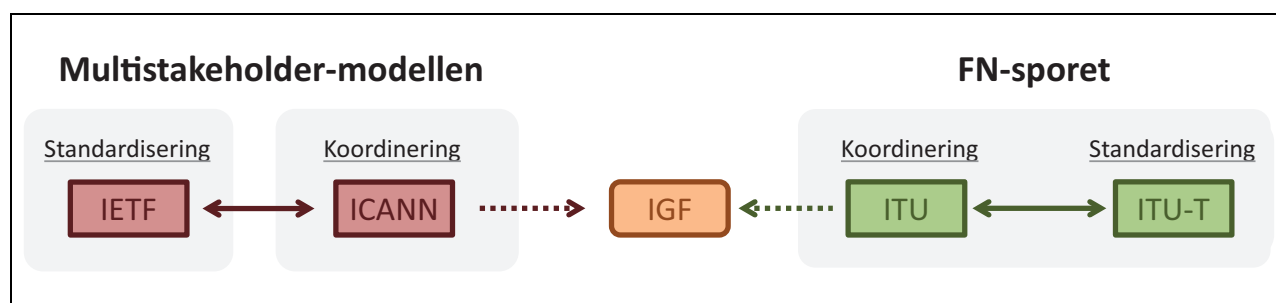 Multistakeholder-modellen
FN-sporet
Standardisering
Koordinering
Koordinering
Standardisering
IETF
ICANN
IGF
ITU
ITU-T